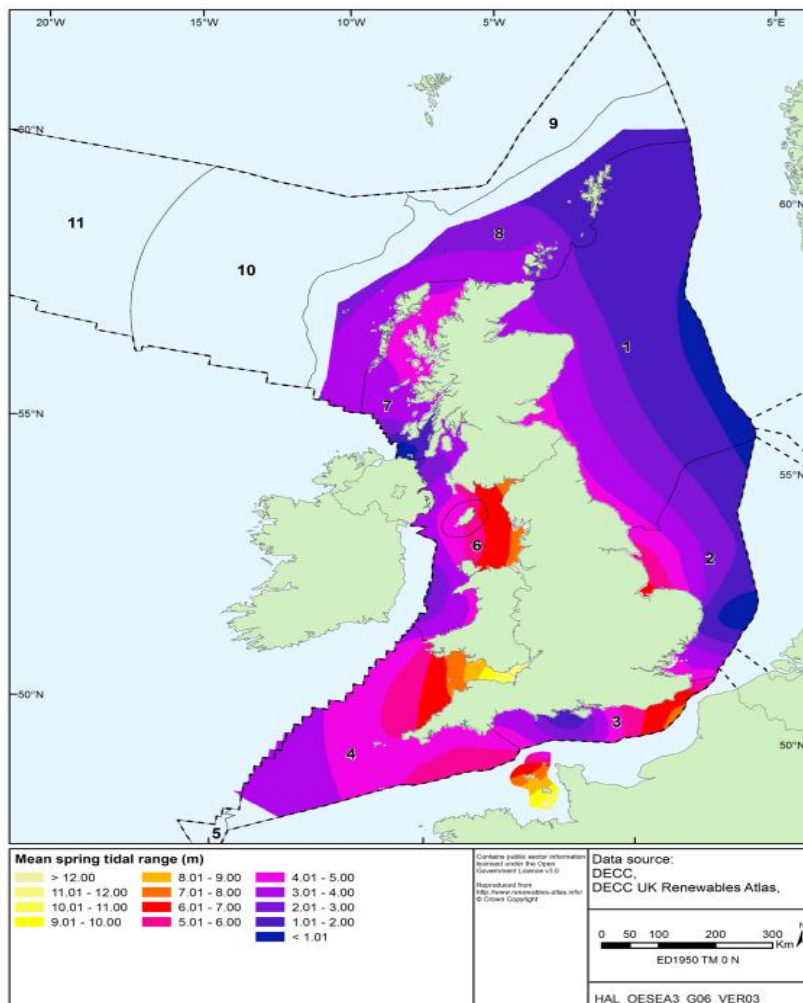 20°W 15°W 10°W 5°W 0° 5°E
60°N
9
60°N
11
8
10
1
55°N
7
55°N
6
2
50°N
3
50°N
4
5
Mean spring tidal range (m)
> 12.00
11.01 - 12.00
10.01 - 11.00
9.01 - 10.00
8.01 - 9.00
7.01 - 8.00
6.01 - 7.00
5.01 - 6.00
4.01 - 5.00
3.01 - 4.00
2.01 - 3.00
1.01 - 2.00
< 1.01
Contains public sector information
licensed under the Open
Government Licence v3.0
Reproduced from
http://www.renewables-atlas.info/
© Crown Copyright
Data source:
DECC,
DECC UK Renewables Atlas,
0 50 100 200 300
Km
N
ED1950 TM 0 N
HAL_OESEA3_G06_VER03